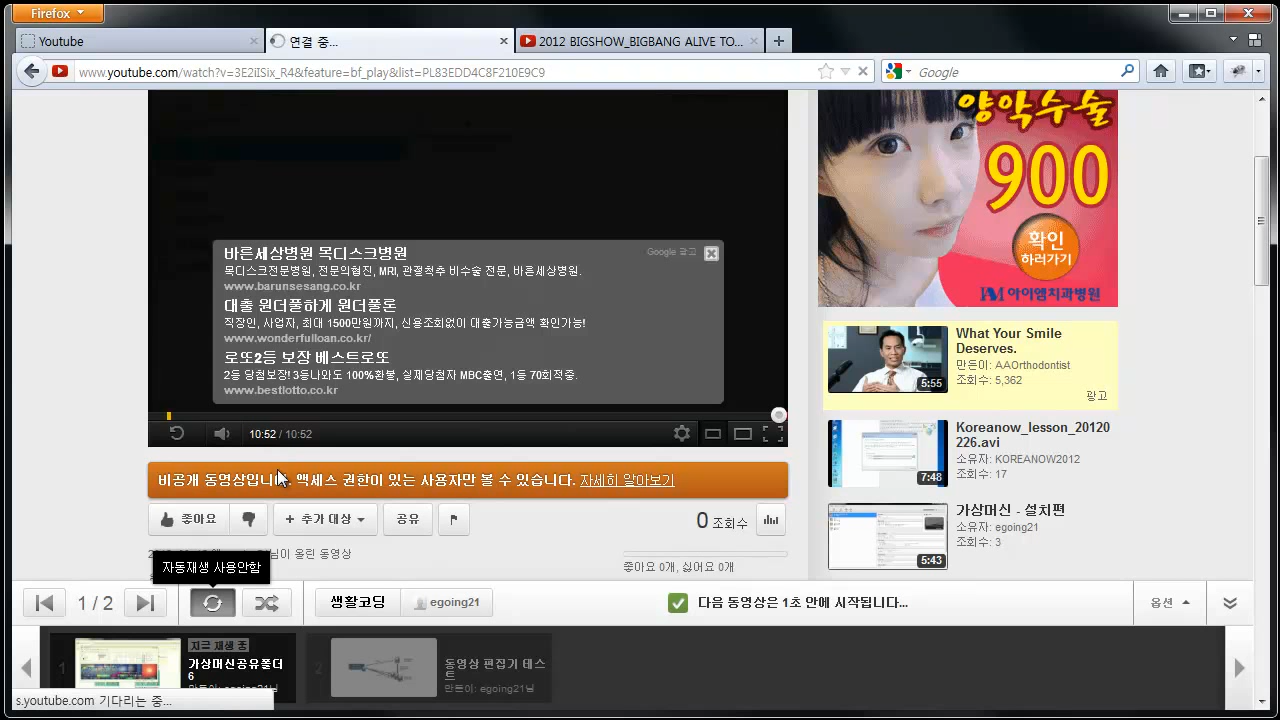 Firefox
Youtube
연결 중...
2012 BIGSHOW_BIGBANG ALIVE TO...
www.youtube.com/watch?v=3E2iISix_R4&feature=bf_play&list=PL83EDD4C8F210E9C9
Google
양악수술
900
확인
하러가기
아이엠치과병원
바른세상병원 목디스크병원
Google 광고
목디스크전문병원, 전문의협진, MRI, 관절척추 비수술 전문, 바른세상병원.
www.barunsesang.co.kr
대출 원더풀하게 원더풀론
직장인, 사업자, 최대 1500만원까지, 신용조회없이 대출가능금액 확인가능!
www.wonderfulloan.co.kr/
로또2등 보장 베스트로또
2등 당첨보장! 3등나와도 100%환불, 실제당첨자 MBC출연, 1등 70회적중.
www.bestlotto.co.kr
10:52 / 10:52
What Your Smile
Deserves.
만든이: AAOrthodontist
조회수: 5,362
광고
5:55
Koreanow_lesson_20120
226.avi
소유자: KOREANOW2012
조회수: 17
7:48
가상머신 - 설치편
소유자: egoing21
조회수: 3
5:43
비공개 동영상입니다. 액세스 권한이 있는 사용자만 볼 수 있습니다. 자세히 알아보기
좋아요
+ 추가 대상
공유
0 조회수
님이 올린 동영상
좋아요 0개, 싫어요 0개
자동재생 사용안함
1 / 2
생활코딩
egoing21
다음 동영상은 1초 안에 시작됩니다...
옵션
1
지금 재생 중
가상머신공유폴더
6
만든이: egoing21님
2
동영상 편집기 테스
트
만든이: egoing21님
s.youtube.com 기다리는 중...